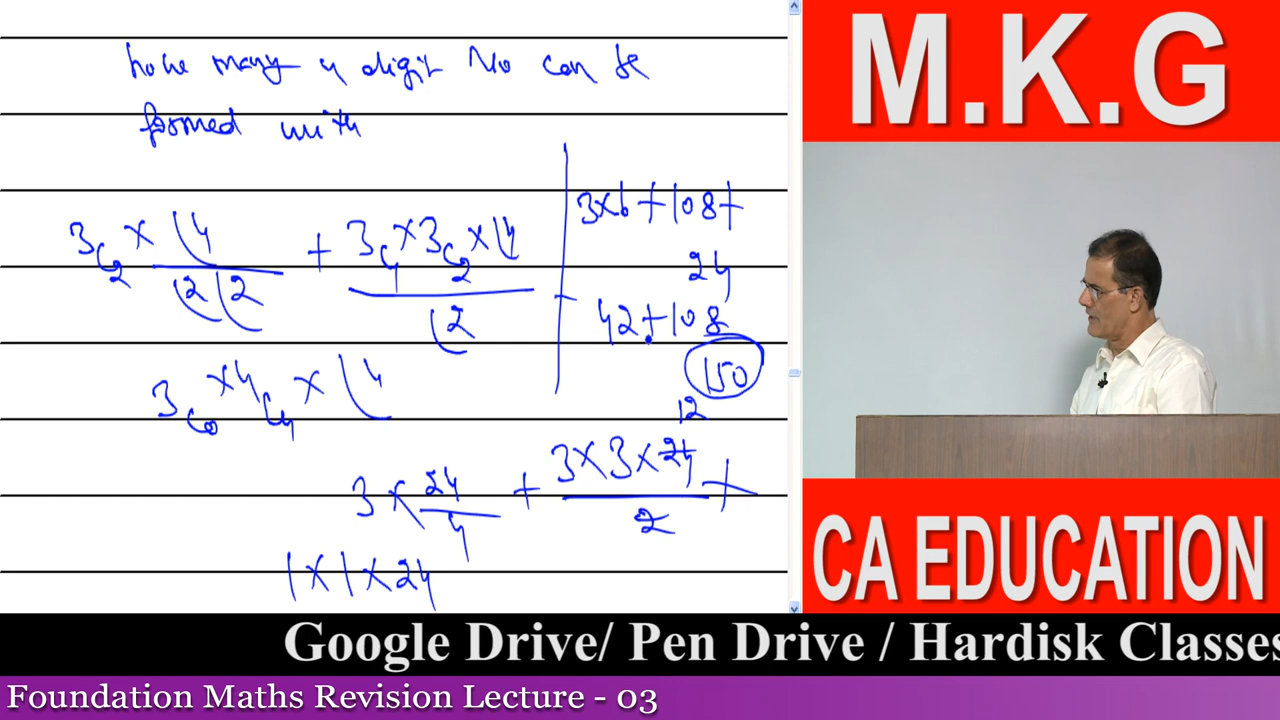 how many 4 digit No can be
formed with
3C2 × ⌊4 / ⌊2 ⌊2 + 3C1 × 3C2 × ⌊4 / ⌊2
3C0 × 4C4 × ⌊4
3 × 24 / 4 + 3 × 3 × 24 / 2 +
12
1 × 1 × 24
3×6 + 108 +
24
42 + 108
150
M.K.G
CA EDUCATION
Google Drive/ Pen Drive / Hardisk Classes
Foundation Maths Revision Lecture - 03